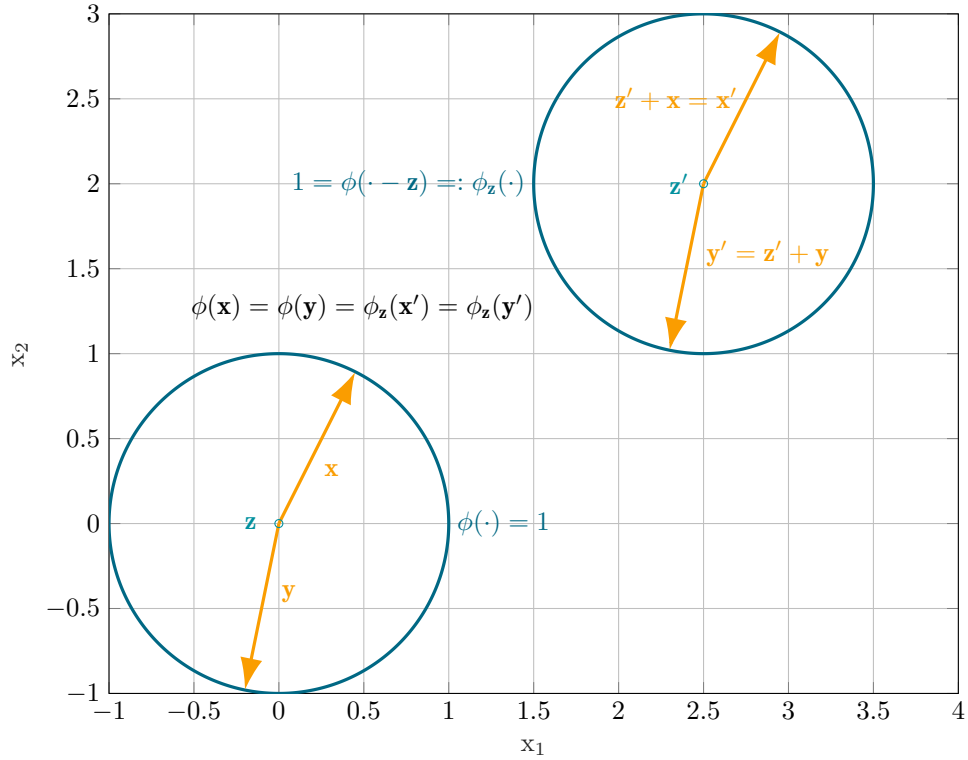 3
2.5
z′ + x = x′
1 = ϕ(· − z) =: ϕ_z(·)
2
z′
y′ = z′ + y
1.5
ϕ(x) = ϕ(y) = ϕ_z(x′) = ϕ_z(y′)
1
x₂
0.5
x
0
z
ϕ(·) = 1
y
−0.5
−1
−1 −0.5 0 0.5 1 1.5 2 2.5 3 3.5 4
x₁